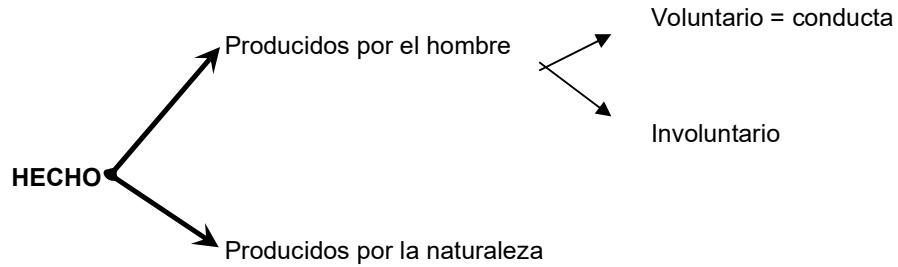 Voluntario = conducta
Producidos por el hombre
Involuntario
HECHO
Producidos por la naturaleza